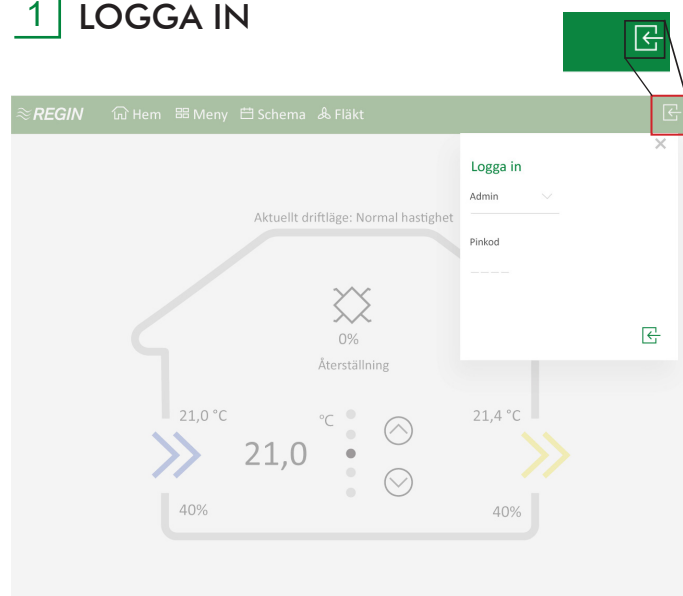 1 LOGGA IN
REGIN Hem Meny Schema Fläkt
Logga in
Admin
Pinkod
Aktuellt driftläge: Normal hastighet
0%
Återställning
21,0 °C
°C
21,0
21,4 °C
40%
40%